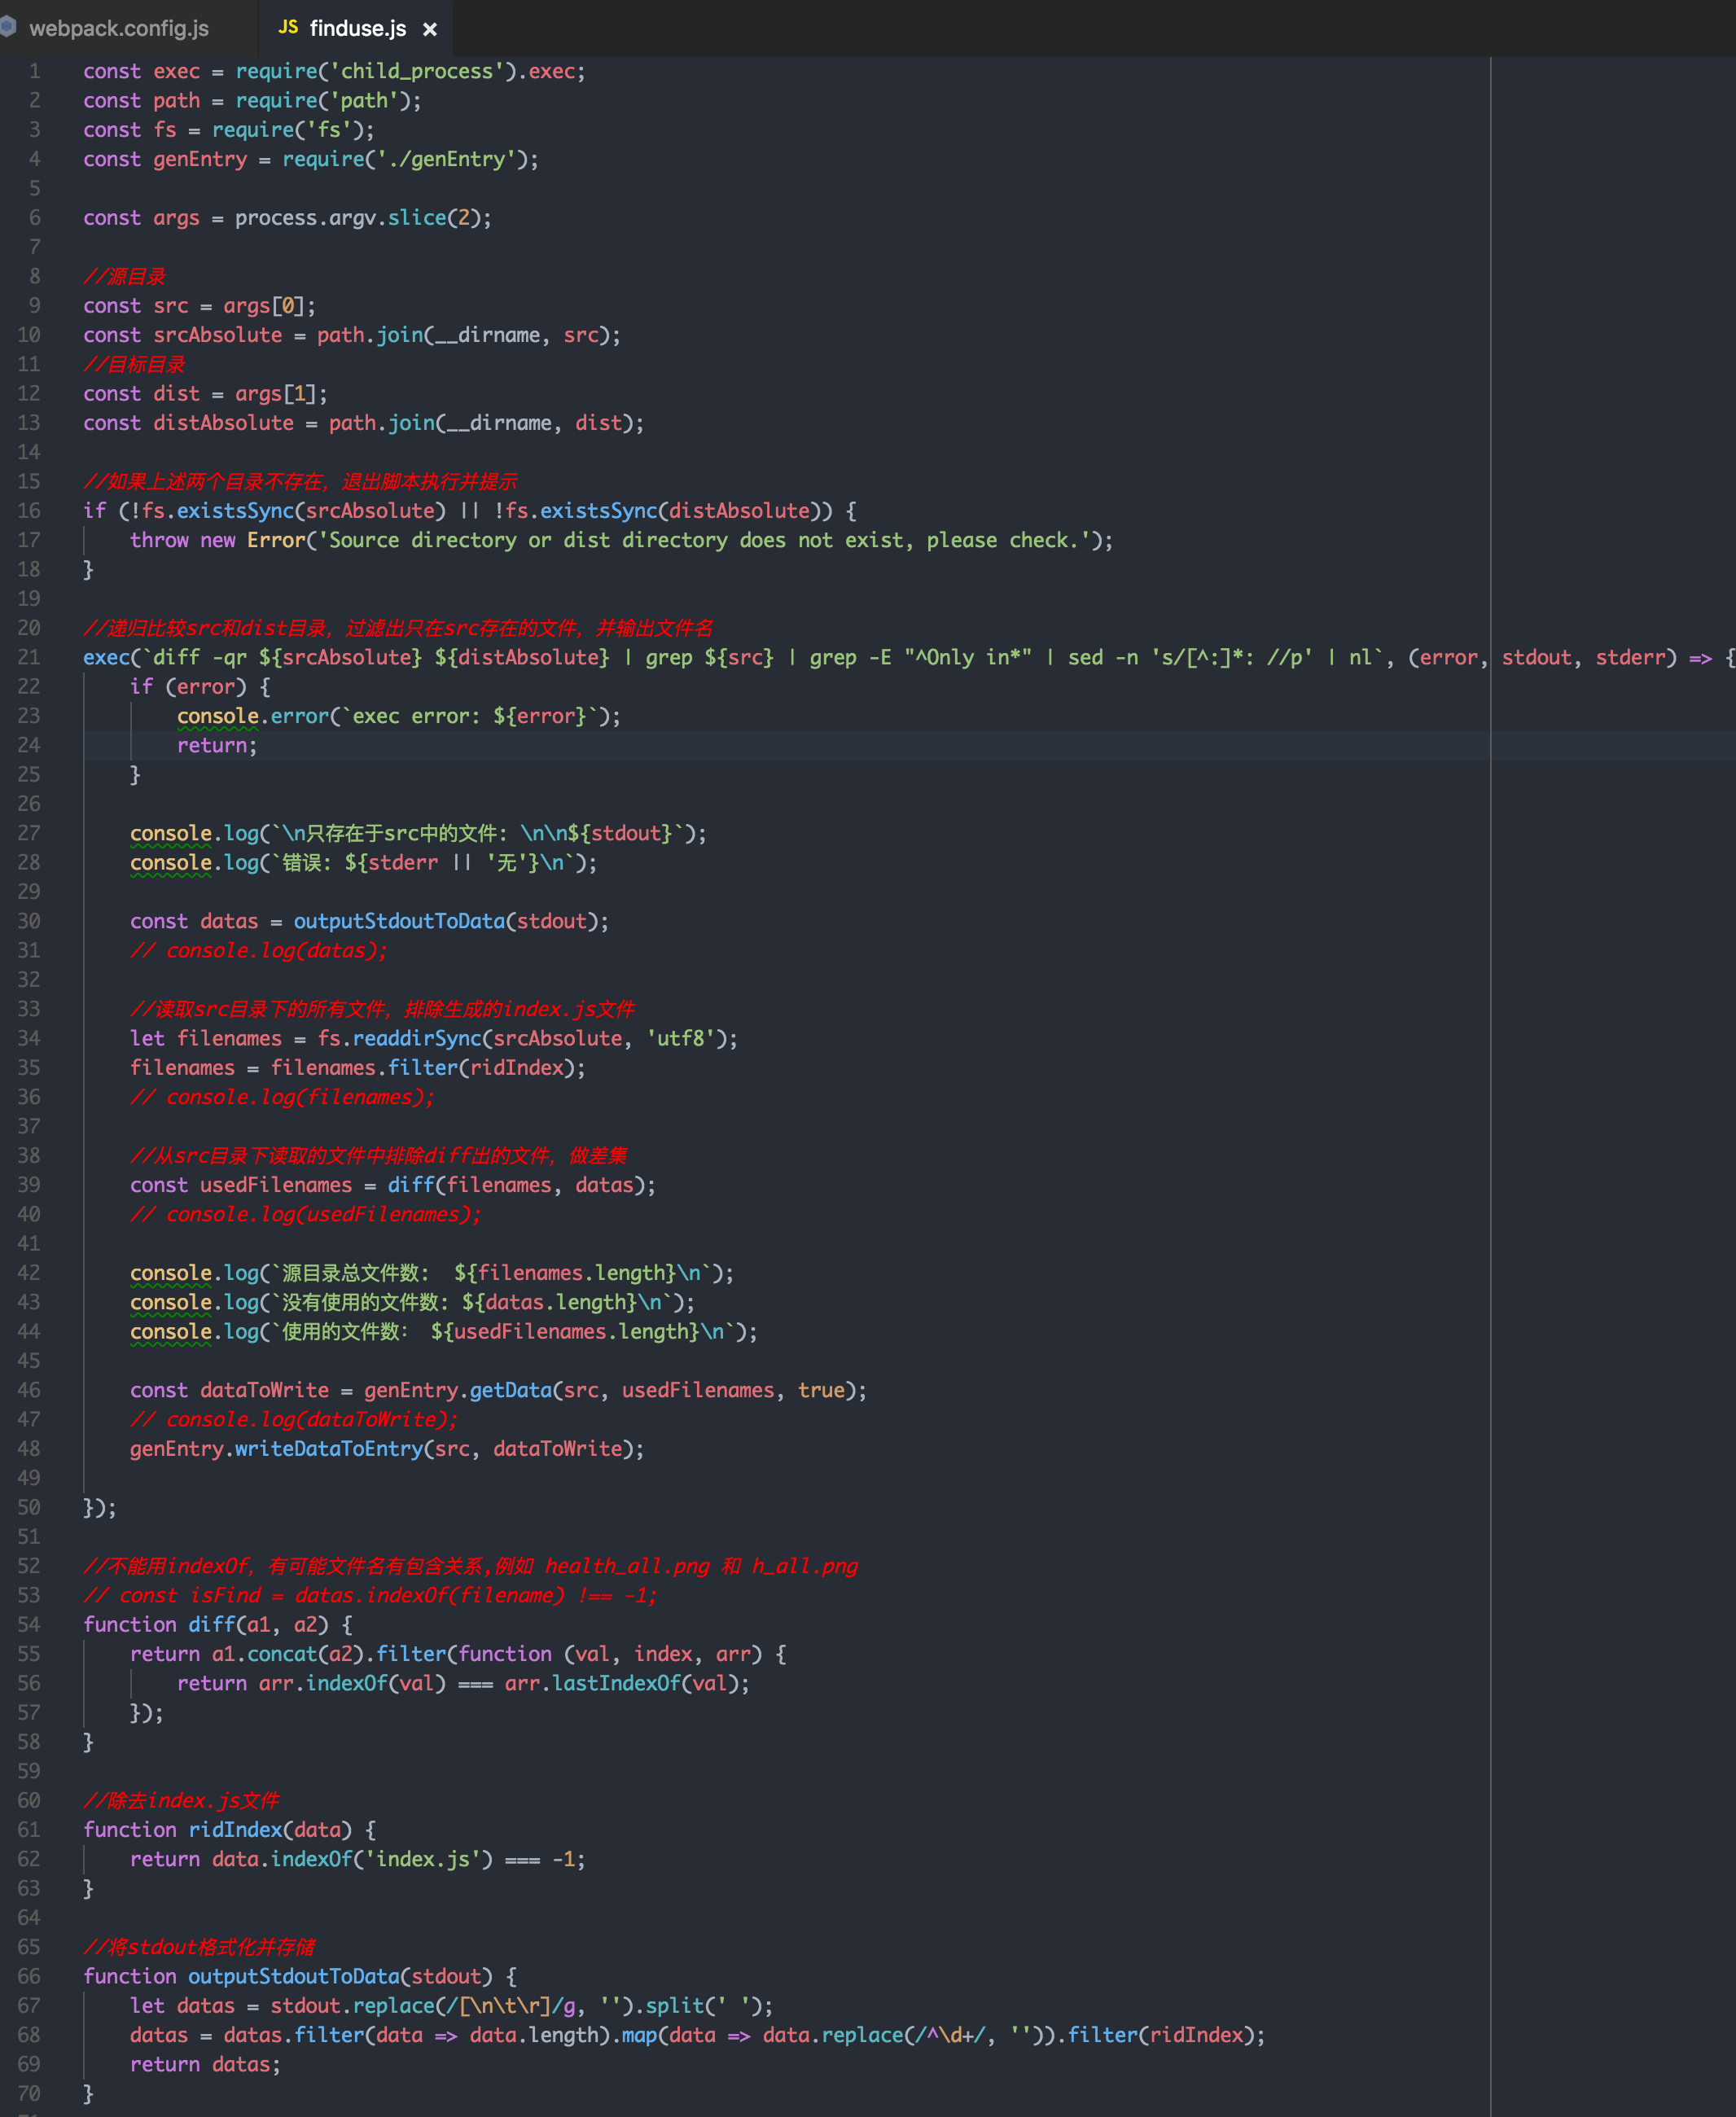 webpack.config.js
JS finduse.js ×
1 const exec = require('child_process').exec;
2 const path = require('path');
3 const fs = require('fs');
4 const genEntry = require('./genEntry');
5
6 const args = process.argv.slice(2);
7
8 //源目录
9 const src = args[0];
10 const srcAbsolute = path.join(__dirname, src);
11 //目标目录
12 const dist = args[1];
13 const distAbsolute = path.join(__dirname, dist);
14
15 //如果上述两个目录不存在，退出脚本执行并提示
16 if (!fs.existsSync(srcAbsolute) || !fs.existsSync(distAbsolute)) {
17     throw new Error('Source directory or dist directory does not exist, please check.');
18 }
19
20 //递归比较src和dist目录，过滤出只在src存在的文件，并输出文件名
21 exec(`diff -qr ${srcAbsolute} ${distAbsolute} | grep ${src} | grep -E "^Only in*" | sed -n 's/[^:]*: //p' | nl`, (error, stdout, stderr) => {
22     if (error) {
23         console.error(`exec error: ${error}`);
24         return;
25     }
26
27     console.log(`\n只存在于src中的文件: \n\n${stdout}`);
28     console.log(`错误: ${stderr || '无'}\n`);
29
30     const datas = outputStdoutToData(stdout);
31     // console.log(datas);
32
33     //读取src目录下的所有文件，排除生成的index.js文件
34     let filenames = fs.readdirSync(srcAbsolute, 'utf8');
35     filenames = filenames.filter(ridIndex);
36     // console.log(filenames);
37
38     //从src目录下读取的文件中排除diff出的文件，做差集
39     const usedFilenames = diff(filenames, datas);
40     // console.log(usedFilenames);
41
42     console.log(`源目录总文件数:  ${filenames.length}\n`);
43     console.log(`没有使用的文件数: ${datas.length}\n`);
44     console.log(`使用的文件数:  ${usedFilenames.length}\n`);
45
46     const dataToWrite = genEntry.getData(src, usedFilenames, true);
47     // console.log(dataToWrite);
48     genEntry.writeDataToEntry(src, dataToWrite);
49
50 });
51
52 //不能用indexOf，有可能文件名有包含关系,例如 health_all.png 和 h_all.png
53 // const isFind = datas.indexOf(filename) !== -1;
54 function diff(a1, a2) {
55     return a1.concat(a2).filter(function (val, index, arr) {
56         return arr.indexOf(val) === arr.lastIndexOf(val);
57     });
58 }
59
60 //除去index.js文件
61 function ridIndex(data) {
62     return data.indexOf('index.js') === -1;
63 }
64
65 //将stdout格式化并存储
66 function outputStdoutToData(stdout) {
67     let datas = stdout.replace(/[\n\t\r]/g, '').split(' ');
68     datas = datas.filter(data => data.length).map(data => data.replace(/^\d+/, '')).filter(ridIndex);
69     return datas;
70 }